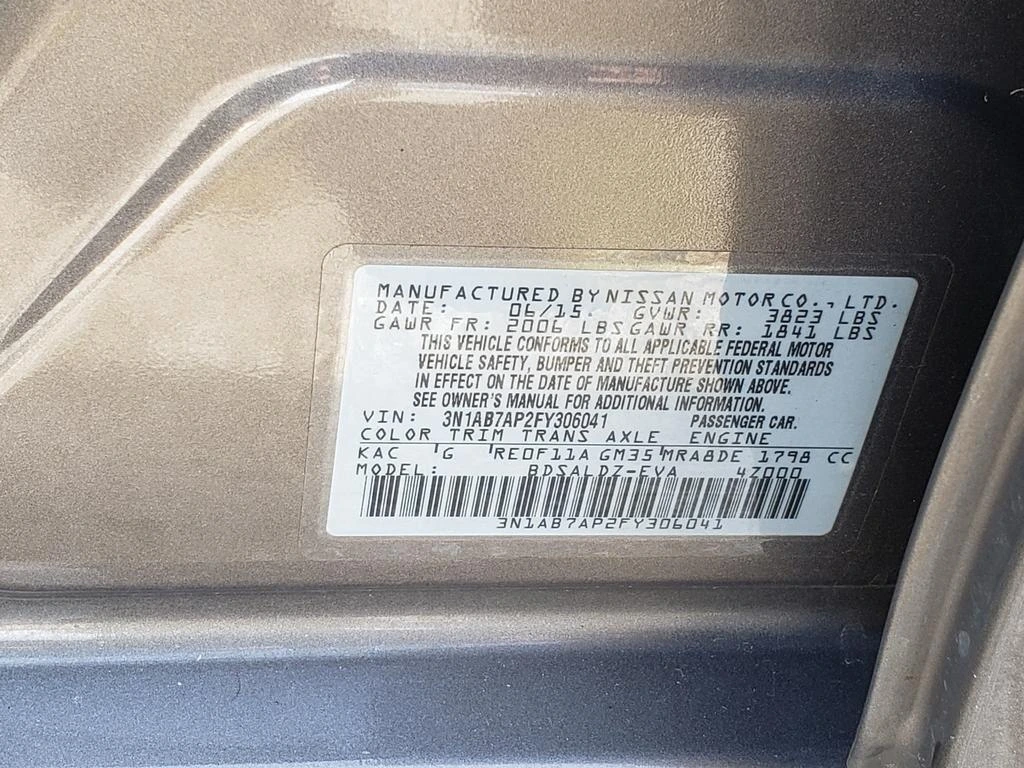 MANUFACTURED BY NISSAN MOTOR CO., LTD.
DATE: 06/15. GVWR: 3823 LBS
GAWR FR: 2006 LBS GAWR RR: 1841 LBS
THIS VEHICLE CONFORMS TO ALL APPLICABLE FEDERAL MOTOR
VEHICLE SAFETY, BUMPER AND THEFT PREVENTION STANDARDS
IN EFFECT ON THE DATE OF MANUFACTURE SHOWN ABOVE.
SEE OWNER'S MANUAL FOR ADDITIONAL INFORMATION.
VIN: 3N1AB7AP2FY306041 PASSENGER CAR.
COLOR TRIM TRANS AXLE ENGINE
KAC 'G 'RE0F11A GM35'MRA8DE 1798 CC
MODEL: BDSALDZ-EVA 4Z000
3N1AB7AP2FY306041